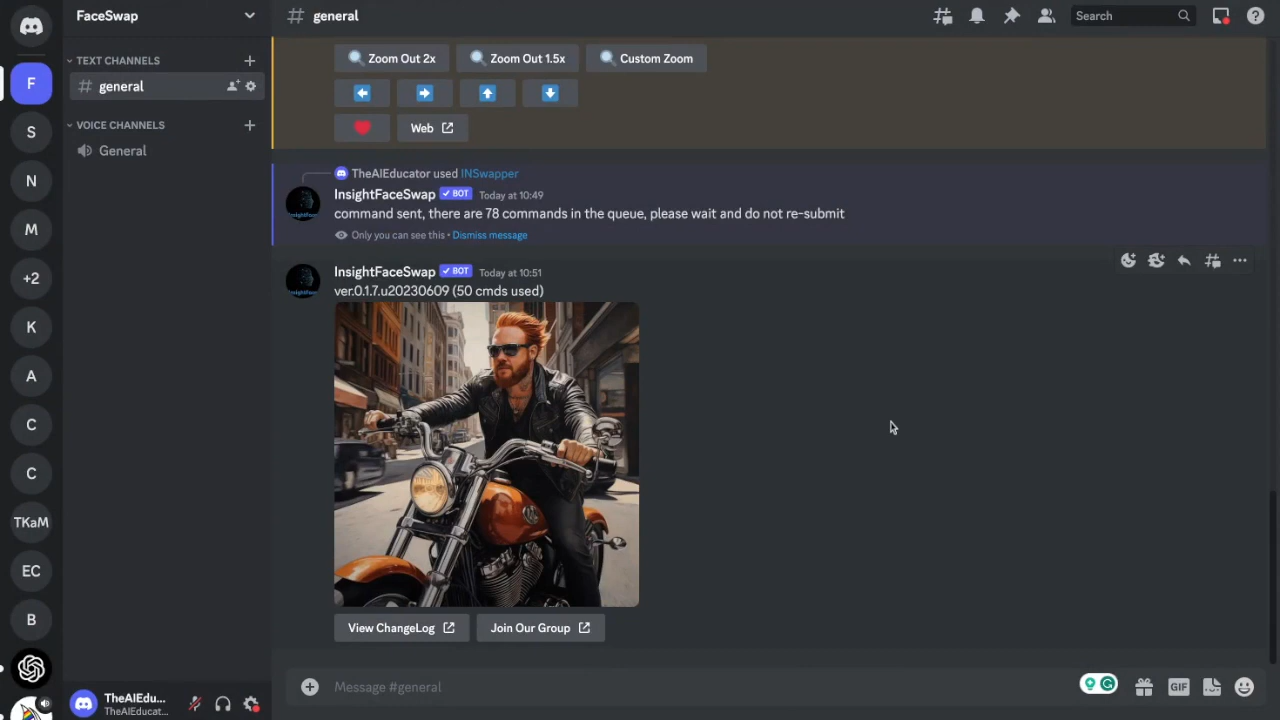 FaceSwap
general
Search
TEXT CHANNELS
general
VOICE CHANNELS
General
F
S
N
M
+2
K
A
C
C
TKaM
EC
B
Zoom Out 2x
Zoom Out 1.5x
Custom Zoom
Web
TheAIEducator used INSwapper
InsightFaceSwap BOT Today at 10:49
command sent, there are 78 commands in the queue, please wait and do not re-submit
Only you can see this • Dismiss message
InsightFaceSwap BOT Today at 10:51
ver.0.1.7.u20230609 (50 cmds used)
View ChangeLog
Join Our Group
Message #general
GIF
TheAIEdu...
TheAIEducat...